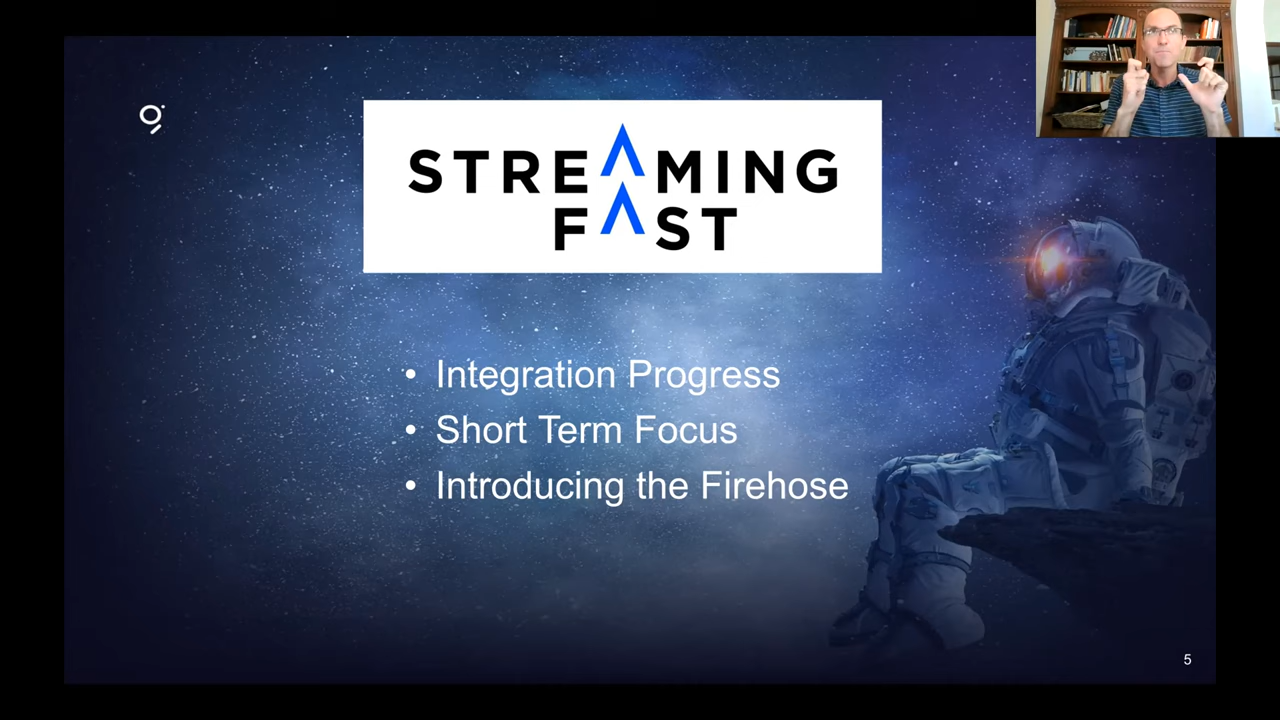 STREAMING
FAST
• Integration Progress
• Short Term Focus
• Introducing the Firehose
5